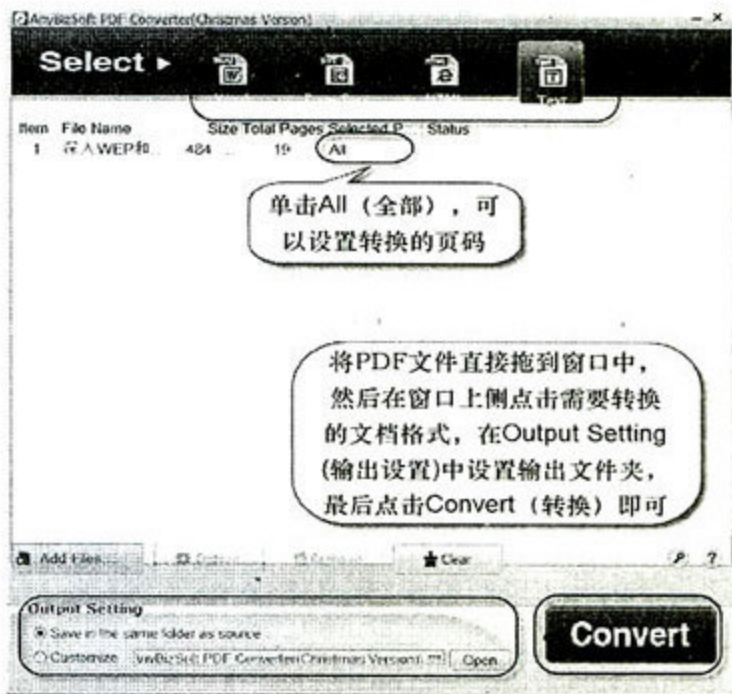 AnyBizSoft PDF Converter(Christmas Version)
Select
Text
Item File Name Size Total Pages Selected P... Status
1 深入WEP和... 484 ... 19 All
单击All（全部），可
以设置转换的页码
将PDF文件直接拖到窗口中，
然后在窗口上侧点击需要转换
的文档格式，在Output Setting
(输出设置)中设置输出文件夹，
最后点击Convert（转换）即可
Add Files
Clear
?
Output Setting
Save in the same folder as source
Customize AnyBizSoft PDF Converter(Christmas Version) Open
Convert